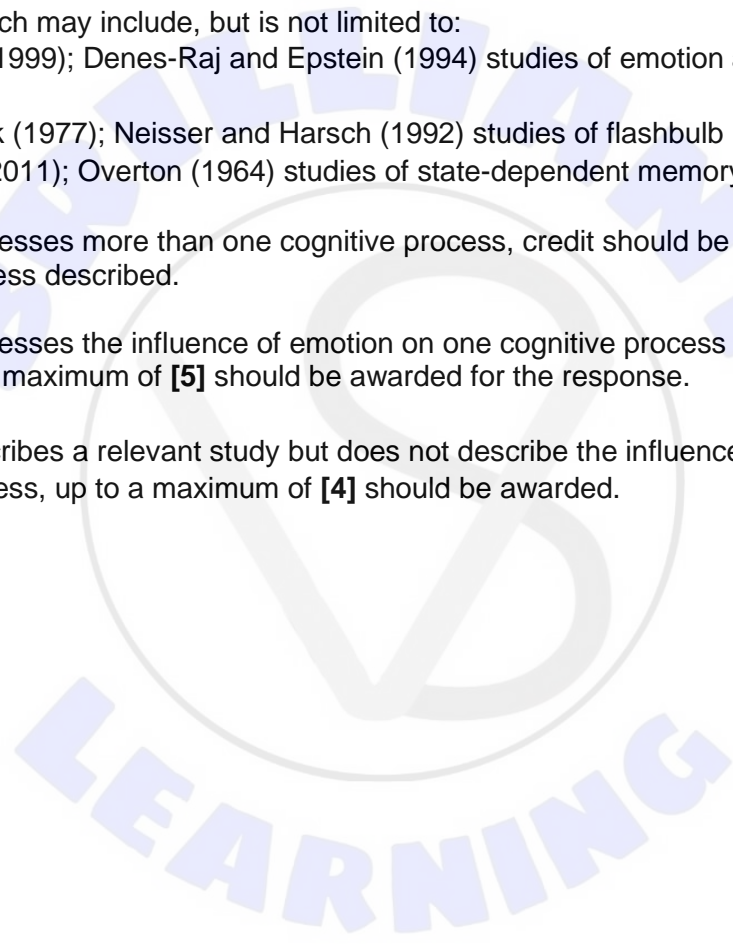 ch may include, but is not limited to:
1999); Denes-Raj and Epstein (1994) studies of emotion
(1977); Neisser and Harsch (1992) studies of flashbulb
2011); Overton (1964) studies of state-dependent memory
esses more than one cognitive process, credit should be
ess described.
esses the influence of emotion on one cognitive process
maximum of [5] should be awarded for the response.
cribes a relevant study but does not describe the influence
ess, up to a maximum of [4] should be awarded.
BRILLIANT
LEARNING